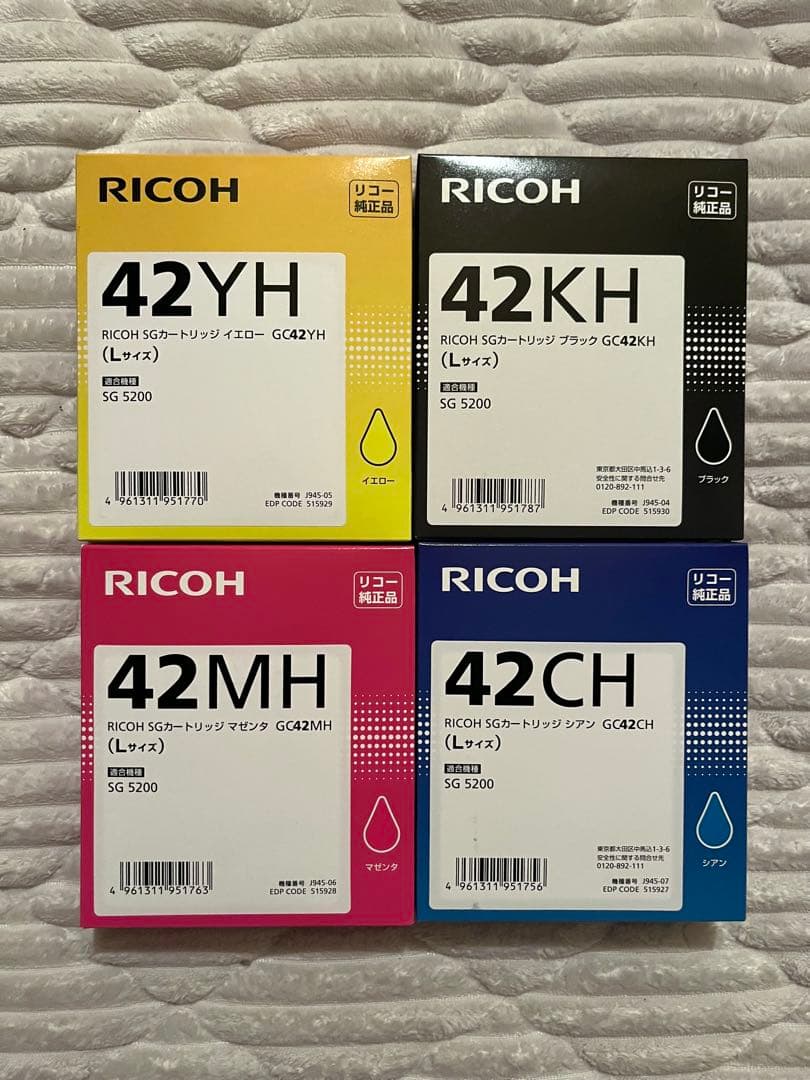 RICOH
リコー
純正品
42YH
RICOH SGカートリッジ イエロー GC42YH
(Lサイズ)
適合機種
SG 5200
イエロー
4 961311 951770
機種番号 J945-05
EDP CODE 515929
RICOH
リコー
純正品
42KH
RICOH SGカートリッジ ブラック GC42KH
(Lサイズ)
適合機種
SG 5200
ブラック
東京都大田区中馬込1-3-6
安全性に関する問合せ先
0120-892-111
4 961311 951787
機種番号 J945-04
EDP CODE 515930
RICOH
リコー
純正品
42MH
RICOH SGカートリッジ マゼンタ GC42MH
(Lサイズ)
適合機種
SG 5200
マゼンタ
4 961311 951763
機種番号 J945-06
EDP CODE 515928
RICOH
リコー
純正品
42CH
RICOH SGカートリッジ シアン GC42CH
(Lサイズ)
適合機種
SG 5200
シアン
東京都大田区中馬込1-3-6
安全性に関する問合せ先
0120-892-111
4 961311 951756
機種番号 J945-07
EDP CODE 515927